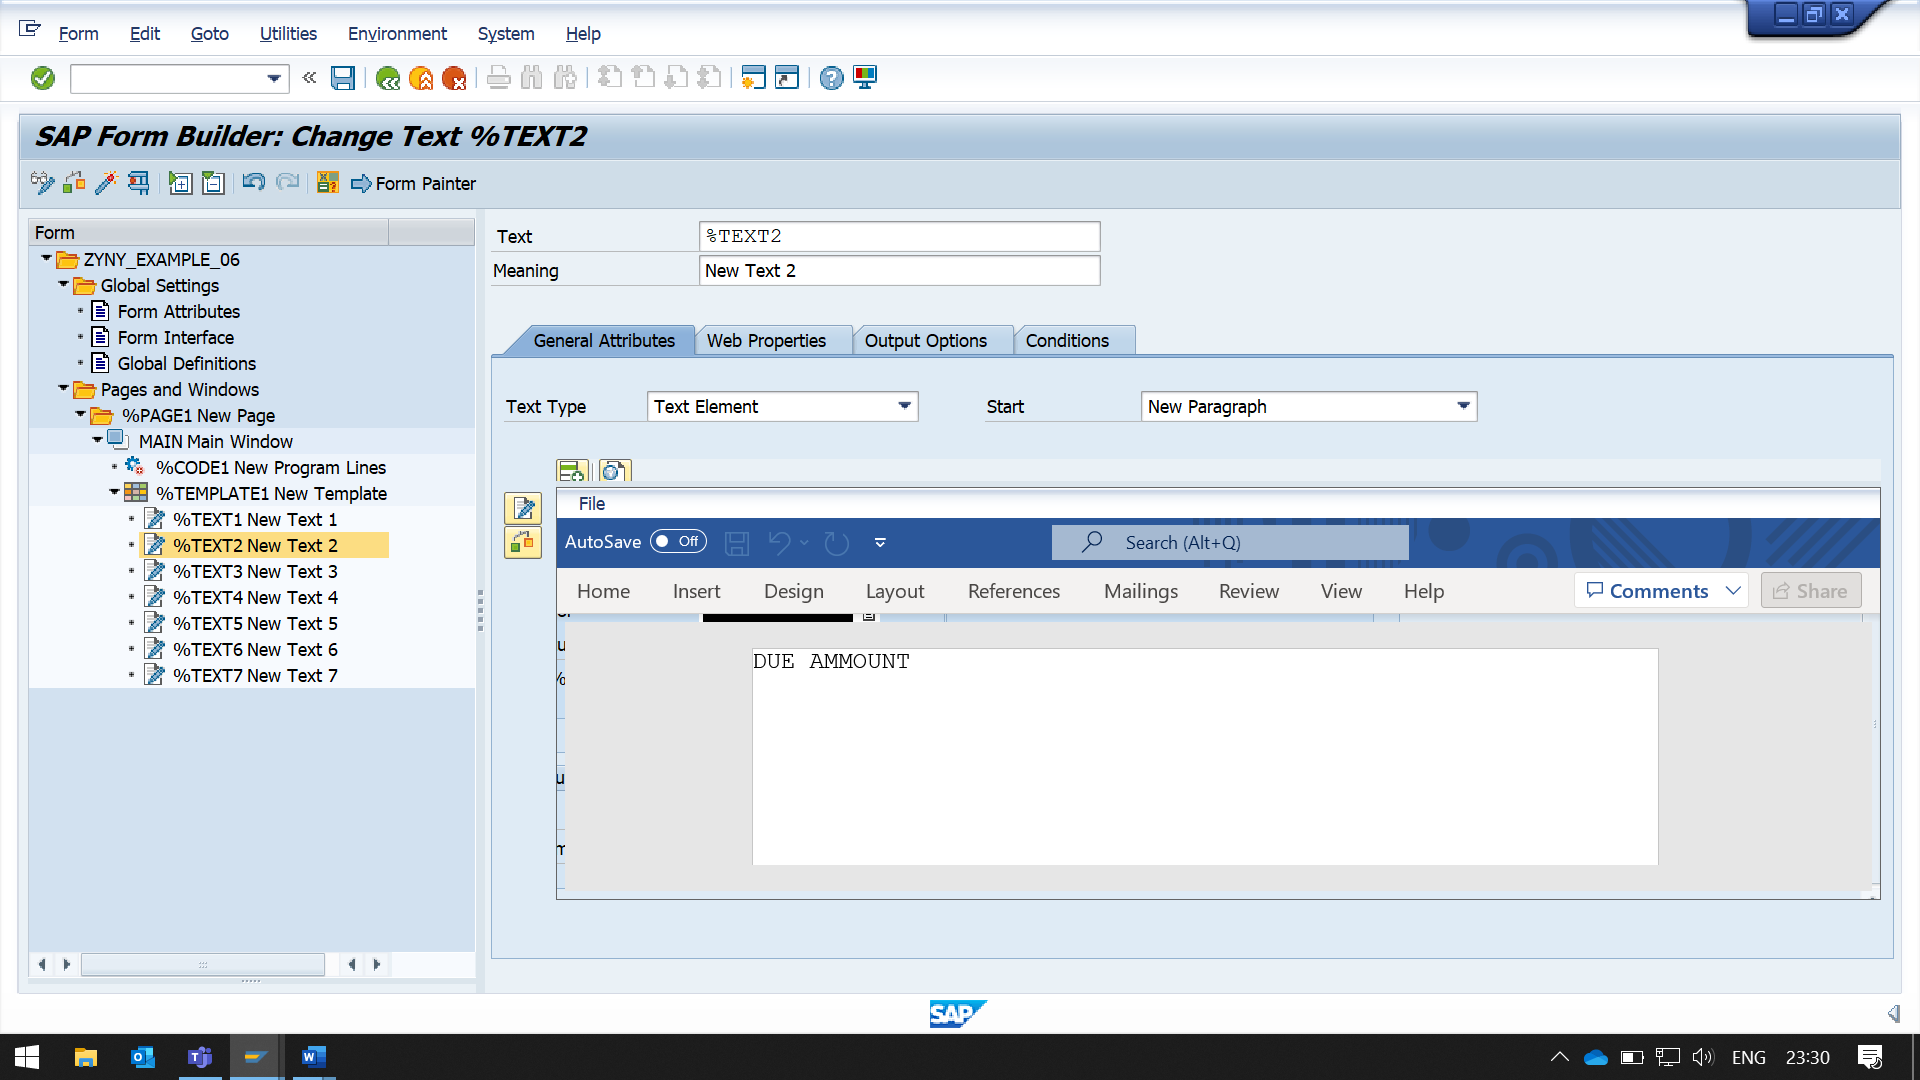 Form Edit Goto Utilities Environment System Help
SAP Form Builder: Change Text %TEXT2
Form Painter
Form
ZYNY_EXAMPLE_06
Global Settings
Form Attributes
Form Interface
Global Definitions
Pages and Windows
%PAGE1 New Page
MAIN Main Window
%CODE1 New Program Lines
%TEMPLATE1 New Template
%TEXT1 New Text 1
%TEXT2 New Text 2
%TEXT3 New Text 3
%TEXT4 New Text 4
%TEXT5 New Text 5
%TEXT6 New Text 6
%TEXT7 New Text 7
Text %TEXT2
Meaning New Text 2
General Attributes Web Properties Output Options Conditions
Text Type Text Element Start New Paragraph
File
AutoSave Off Search (Alt+Q)
Home Insert Design Layout References Mailings Review View Help Comments Share
DUE AMMOUNT
SAP
ENG 23:30